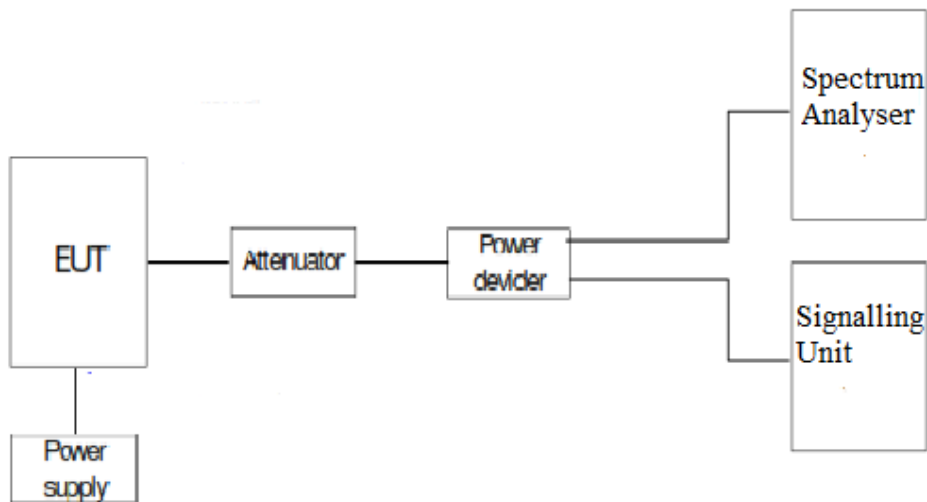 Spectrum
Analyser
EUT
Attenuator
Power
devider
Signalling
Unit
Power
supply